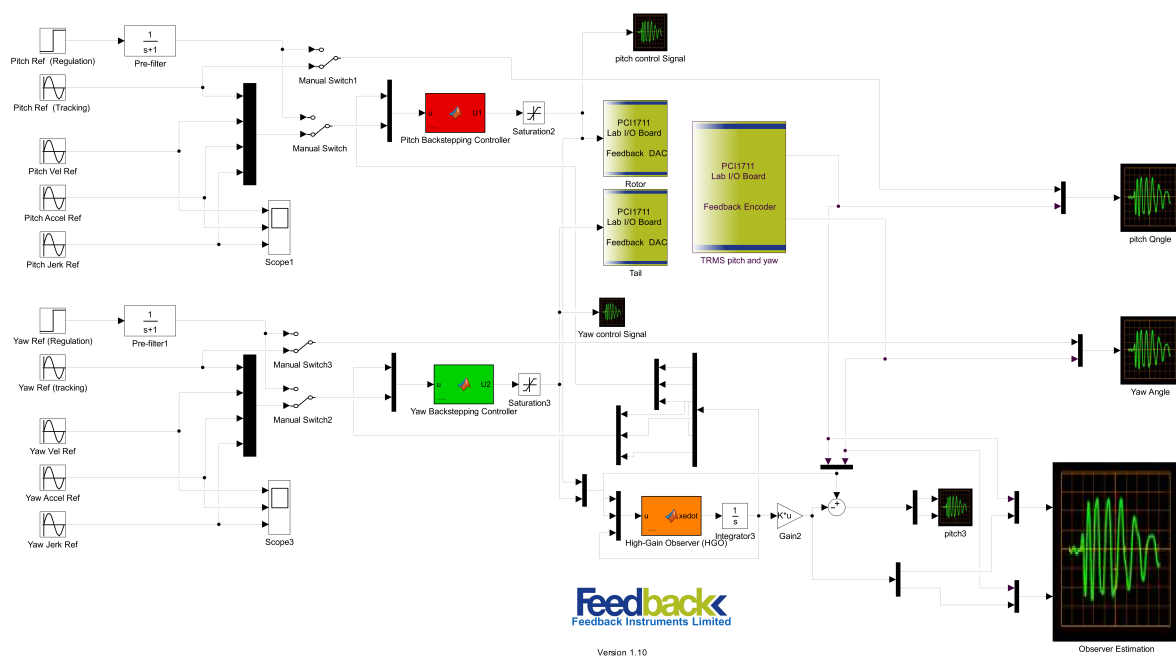 Pitch Ref (Regulation)
1
s+1
Pre-filter
Manual Switch1
Pitch Ref (Tracking)
Manual Switch
Pitch Vel Ref
Pitch Accel Ref
Pitch Jerk Ref
Scope1
u
U1
Pitch Backstepping Controller
Saturation2
pitch control Signal
PCI1711
Lab I/O Board
Feedback DAC
Rotor
PCI1711
Lab I/O Board
Feedback DAC
Tail
PCI1711
Lab I/O Board
Feedback Encoder
TRMS pitch and yaw
pitch Qngle
Yaw Ref (Regulation)
1
s+1
Pre-filter1
Manual Switch3
Yaw Ref (tracking)
Manual Switch2
Yaw Vel Ref
Yaw Accel Ref
Yaw Jerk Ref
Scope3
u
U2
Yaw Backstepping Controller
Saturation3
Yaw control Signal
Yaw Angle
u
xedot
High-Gain Observer (HGO)
1
s
Integrator3
K*u
Gain2
pitch3
Observer Estimation
Feedback
Feedback Instruments Limited
Version 1.10